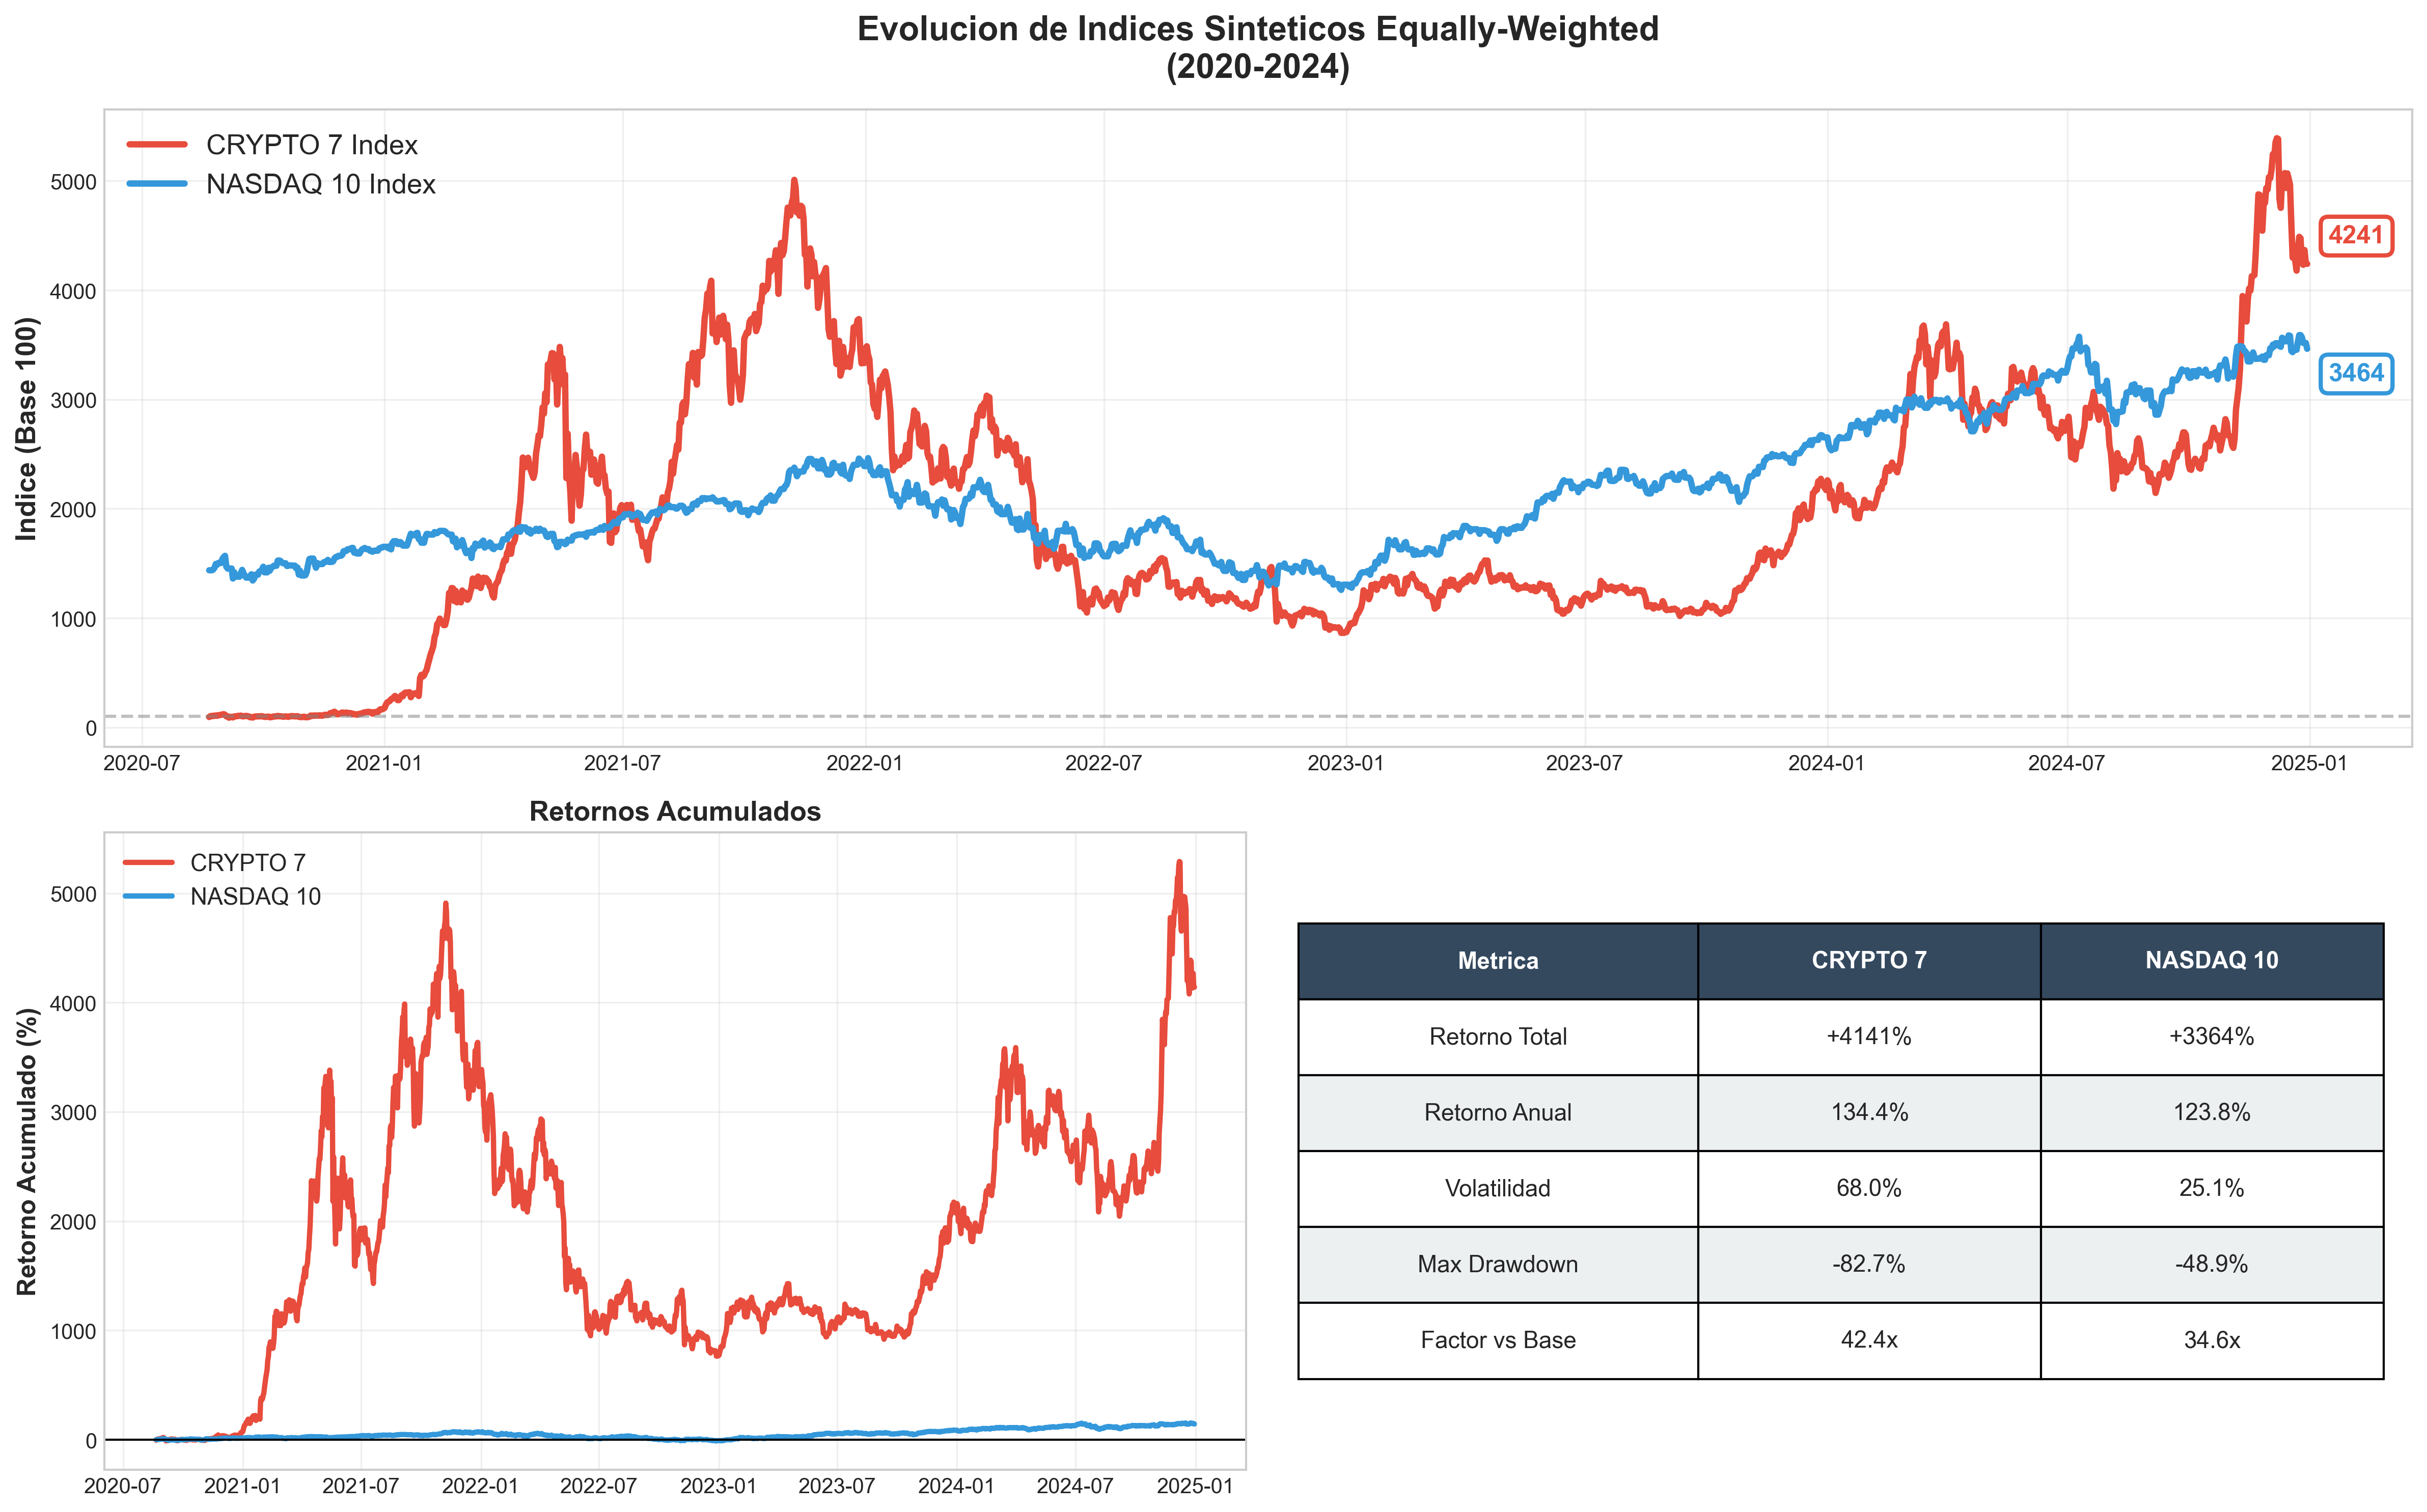 Evolucion de Indices Sinteticos Equally-Weighted
(2020-2024)
CRYPTO 7 Index
NASDAQ 10 Index
Indice (Base 100)
5000
4000
3000
2000
1000
0
4241
3464
2020-07 2021-01 2021-07 2022-01 2022-07 2023-01 2023-07 2024-01 2024-07 2025-01
Retornos Acumulados
CRYPTO 7
NASDAQ 10
Retorno Acumulado (%)
5000
4000
3000
2000
1000
0
2020-07 2021-01 2021-07 2022-01 2022-07 2023-01 2023-07 2024-01 2024-07 2025-01
Metrica CRYPTO 7 NASDAQ 10
Retorno Total +4141% +3364%
Retorno Anual 134.4% 123.8%
Volatilidad 68.0% 25.1%
Max Drawdown -82.7% -48.9%
Factor vs Base 42.4x 34.6x